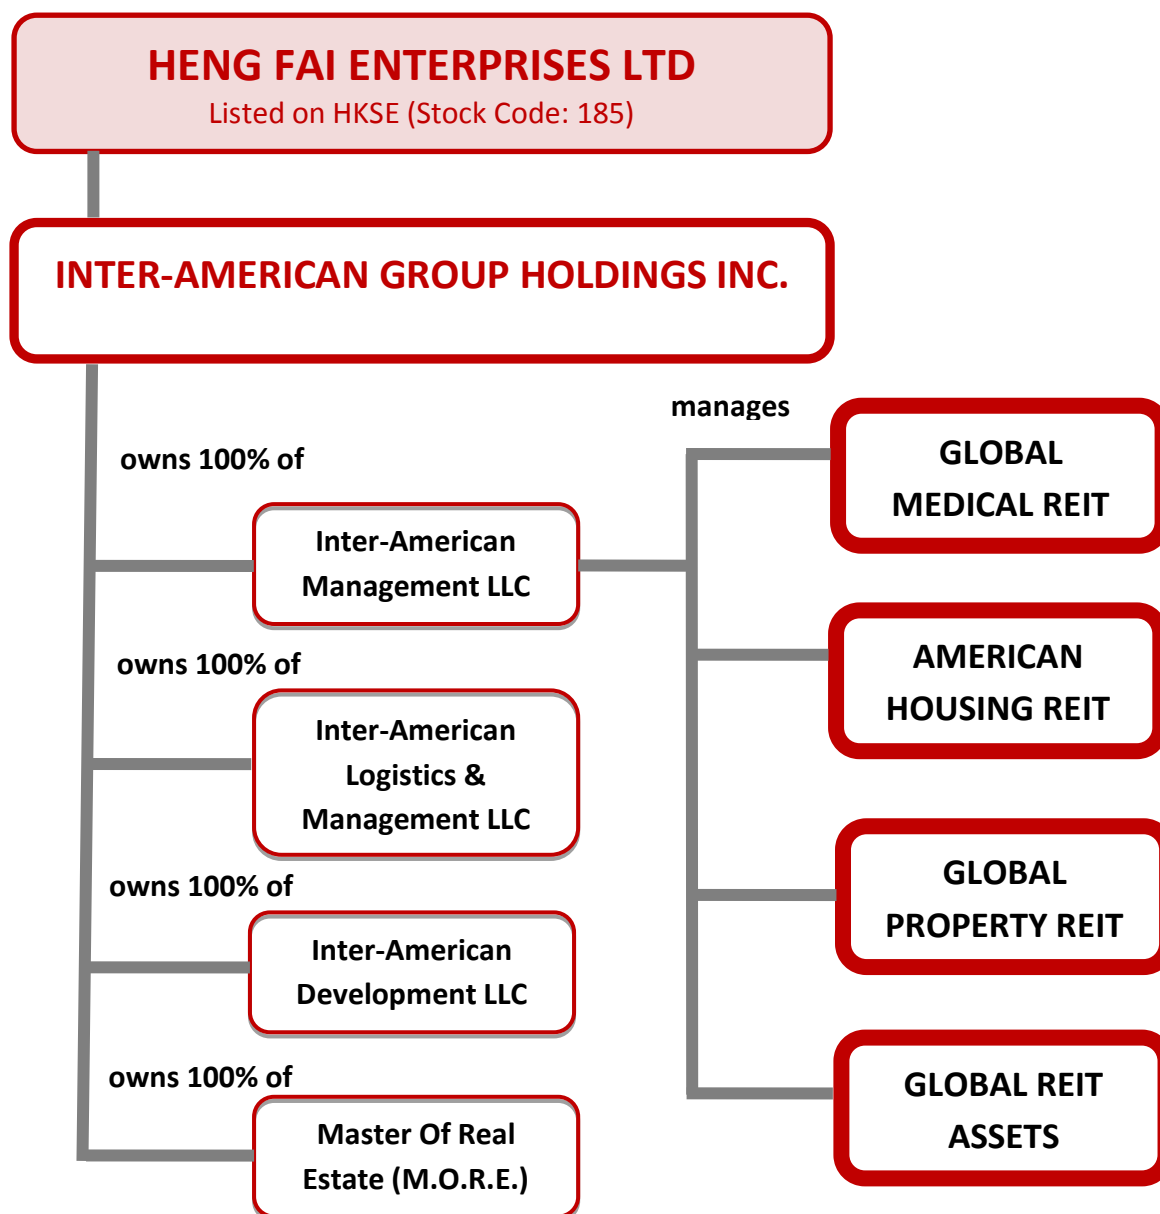 HENG FAI ENTERPRISES LTD
Listed on HKSE (Stock Code: 185)
INTER-AMERICAN GROUP HOLDINGS INC.
manages
owns 100% of
Inter-American
Management LLC
owns 100% of
Inter-American
Logistics &
Management LLC
owns 100% of
Inter-American
Development LLC
owns 100% of
Master Of Real
Estate (M.O.R.E.)
GLOBAL
MEDICAL REIT
AMERICAN
HOUSING REIT
GLOBAL
PROPERTY REIT
GLOBAL REIT
ASSETS